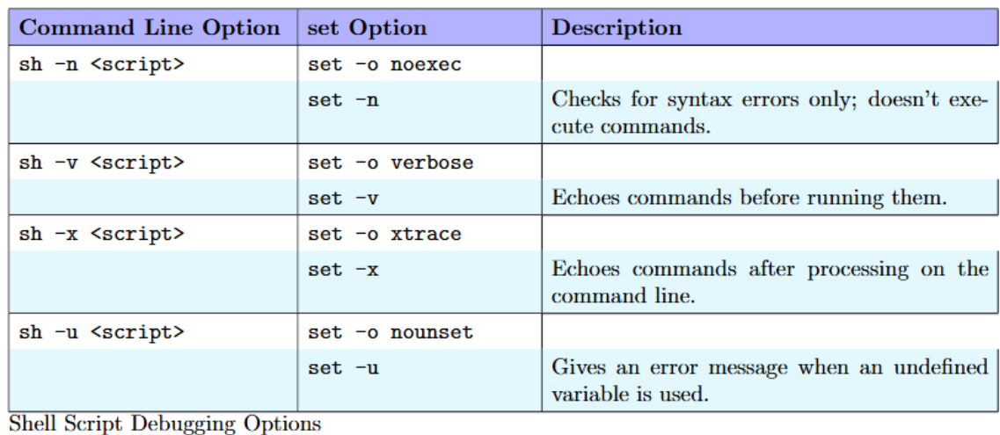 Command Line Option set Option Description
sh -n <script> set -o noexec
set -n Checks for syntax errors only; doesn't exe-
cute commands.
sh -v <script> set -o verbose
set -v Echoes commands before running them.
sh -x <script> set -o xtrace
set -x Echoes commands after processing on the
command line.
sh -u <script> set -o nounset
set -u Gives an error message when an undefined
variable is used.
Shell Script Debugging Options